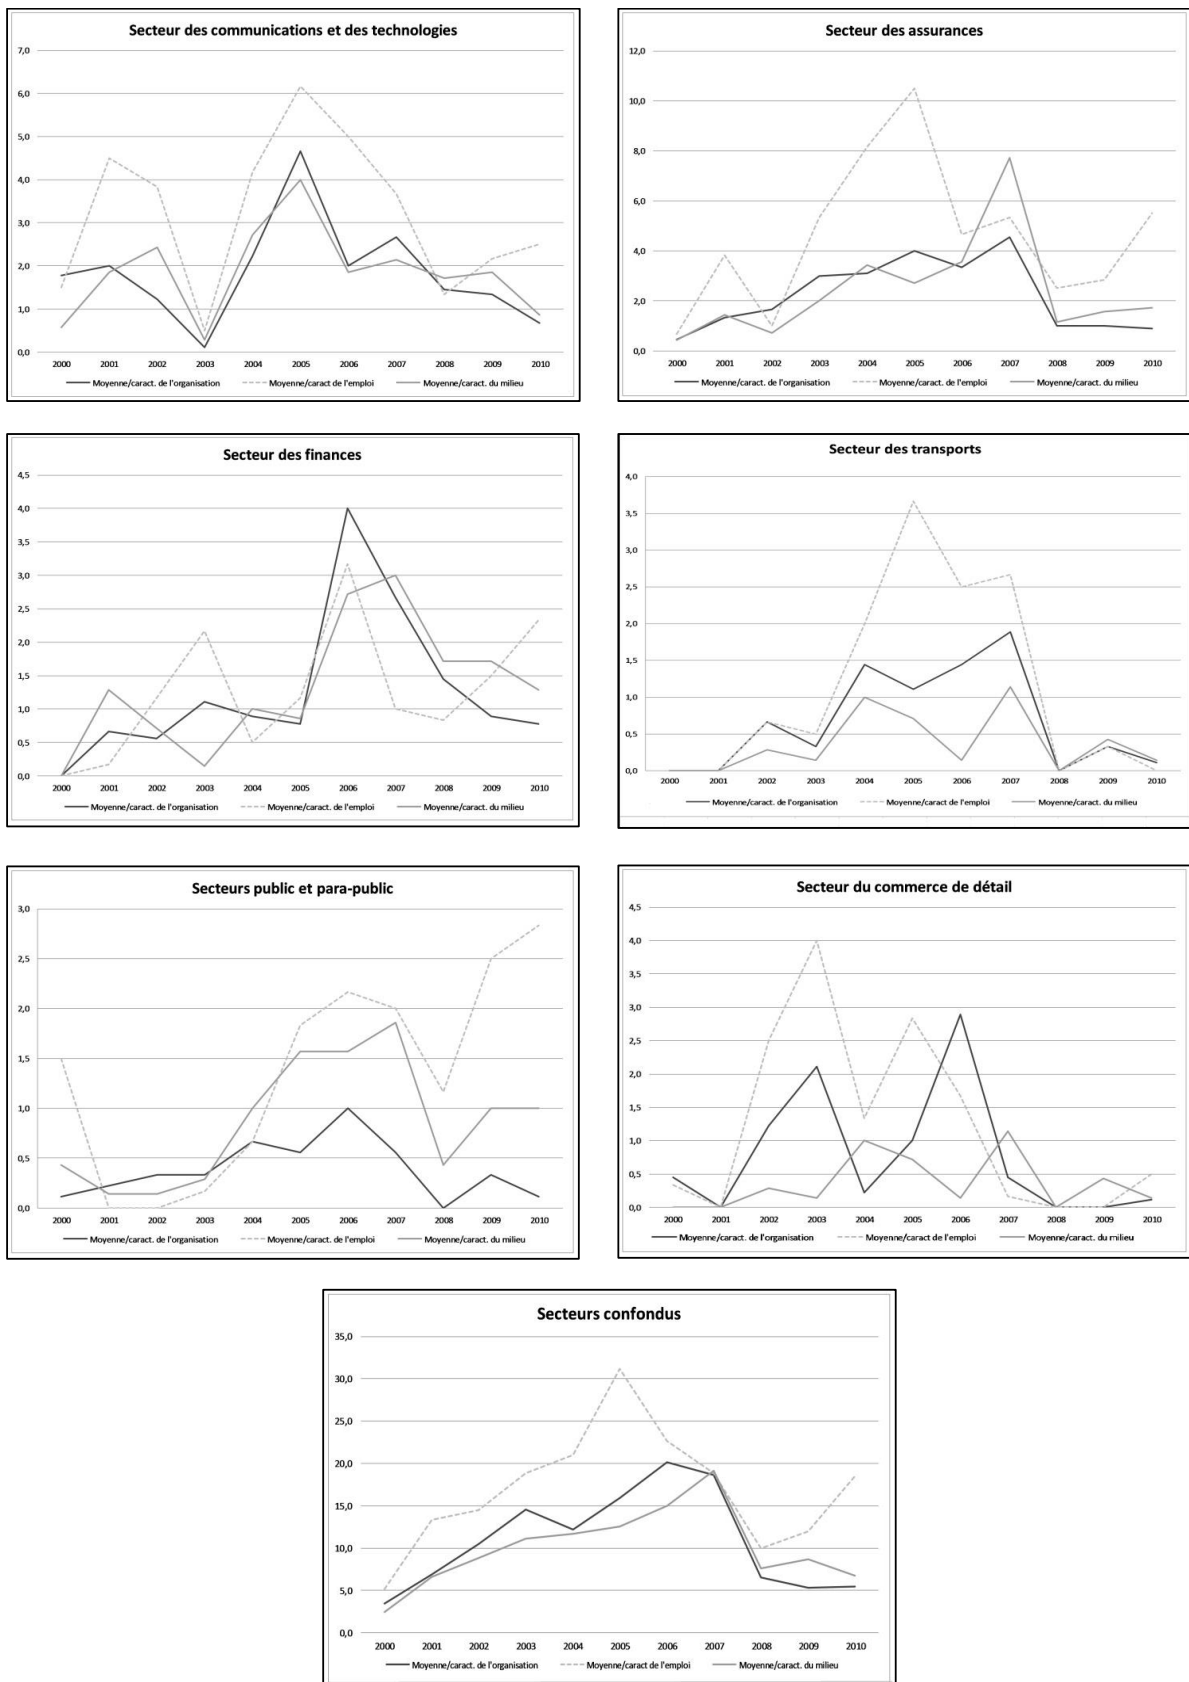 Secteur des communications et des technologies
7,0
6,0
5,0
4,0
3,0
2,0
1,0
0,0
2000 2001 2002 2003 2004 2005 2006 2007 2008 2009 2010
Moyenne/caract. de l'organisation Moyenne/caract de l'emploi Moyenne/caract. du milieu
Secteur des assurances
12,0
10,0
8,0
6,0
4,0
2,0
0,0
2000 2001 2002 2003 2004 2005 2006 2007 2008 2009 2010
Moyenne/caract. de l'organisation Moyenne/caract de l'emploi Moyenne/caract. du milieu
Secteur des finances
4,5
4,0
3,5
3,0
2,5
2,0
1,5
1,0
0,5
0,0
2000 2001 2002 2003 2004 2005 2006 2007 2008 2009 2010
Moyenne/caract. de l'organisation Moyenne/caract de l'emploi Moyenne/caract. du milieu
Secteur des transports
4,0
3,5
3,0
2,5
2,0
1,5
1,0
0,5
0,0
2000 2001 2002 2003 2004 2005 2006 2007 2008 2009 2010
Moyenne/caract. de l'organisation Moyenne/caract de l'emploi Moyenne/caract. du milieu
Secteurs public et para-public
3,0
2,5
2,0
1,5
1,0
0,5
0,0
2000 2001 2002 2003 2004 2005 2006 2007 2008 2009 2010
Moyenne/caract. de l'organisation Moyenne/caract. de l'emploi Moyenne/caract. du milieu
Secteur du commerce de détail
4,5
4,0
3,5
3,0
2,5
2,0
1,5
1,0
0,5
0,0
2000 2001 2002 2003 2004 2005 2006 2007 2008 2009 2010
Moyenne/caract. de l'organisation Moyenne/caract de l'emploi Moyenne/caract. du milieu
Secteurs confondus
35,0
30,0
25,0
20,0
15,0
10,0
5,0
0,0
2000 2001 2002 2003 2004 2005 2006 2007 2008 2009 2010
Moyenne/caract. de l'organisation Moyenne/caract de l'emploi Moyenne/caract. du milieu